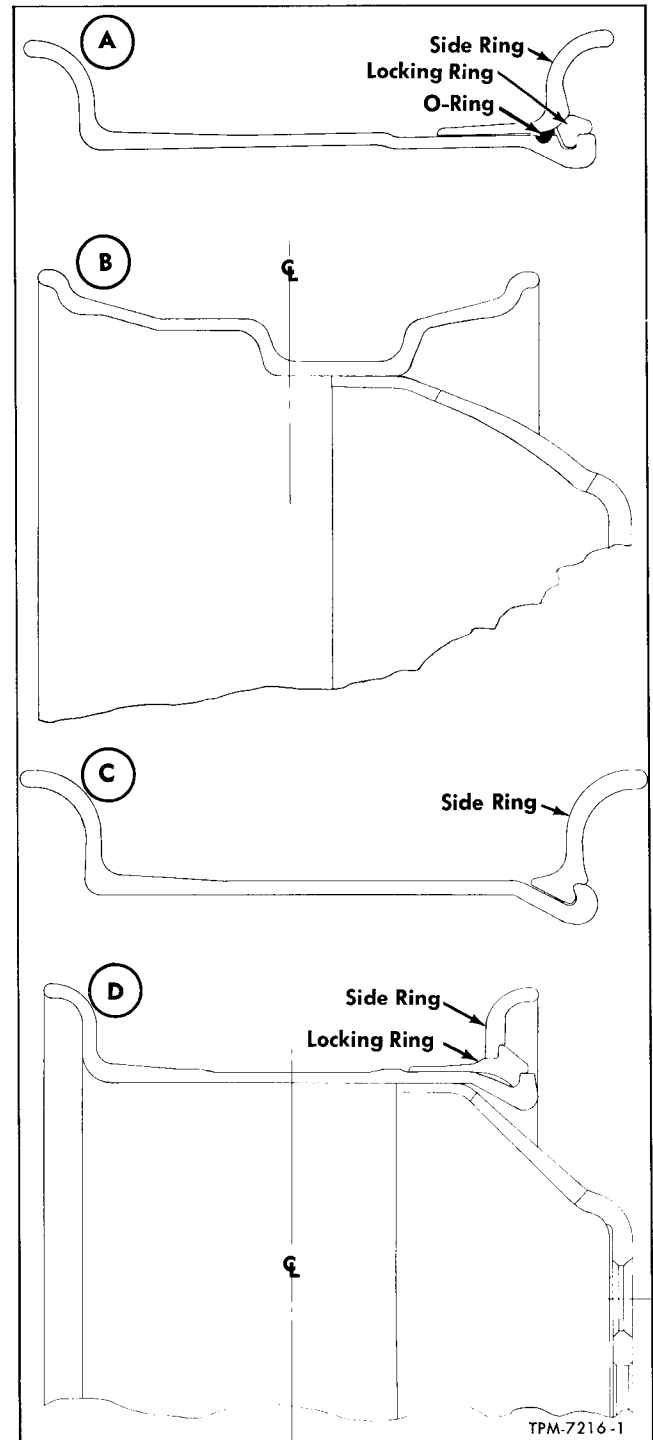 A
Side Ring
Locking Ring
O-Ring
B
℄
C
Side Ring
D
Side Ring
Locking Ring
℄
TPM-7216-1